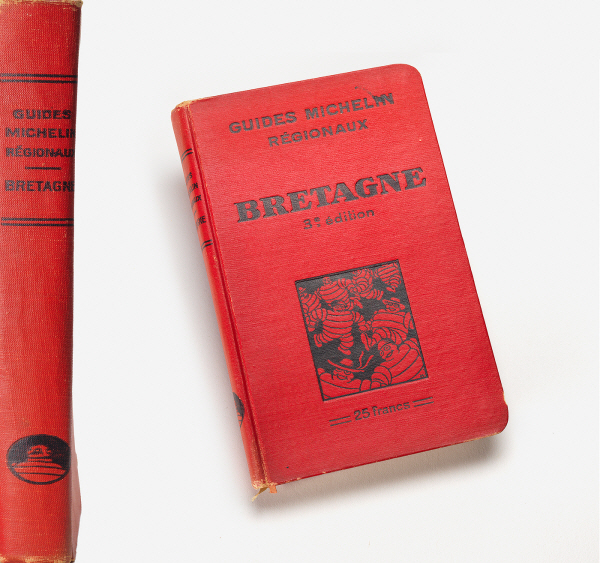 GUIDES
MICHELIN
RÉGIONAUX
BRETAGNE
GUIDES MICHELIN
RÉGIONAUX
BRETAGNE
3e édition
25 francs